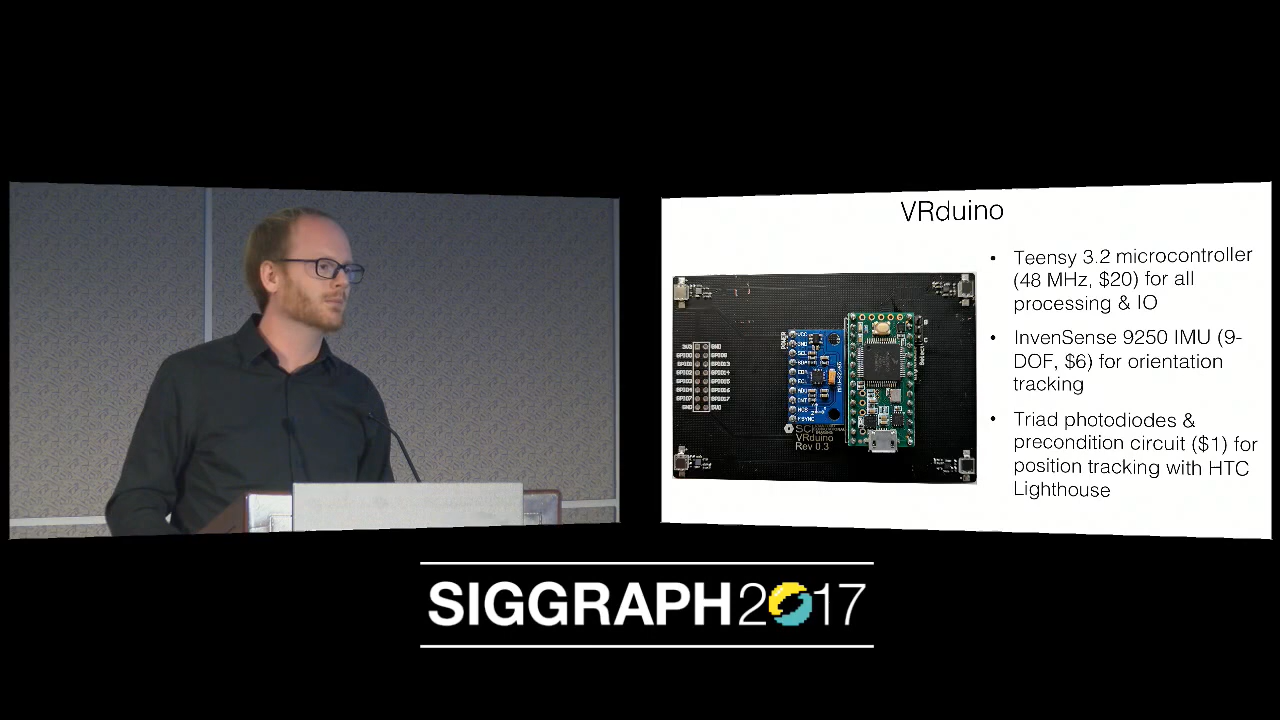 VRduino
Teensy 3.2 microcontroller
(48 MHz, $20) for all
processing & IO
InvenSense 9250 IMU (9-
DOF, $6) for orientation
tracking
Triad photodiodes &
precondition circuit ($1) for
position tracking with HTC
Lighthouse
VRduino
Rev 0.3
SIGGRAPH2017